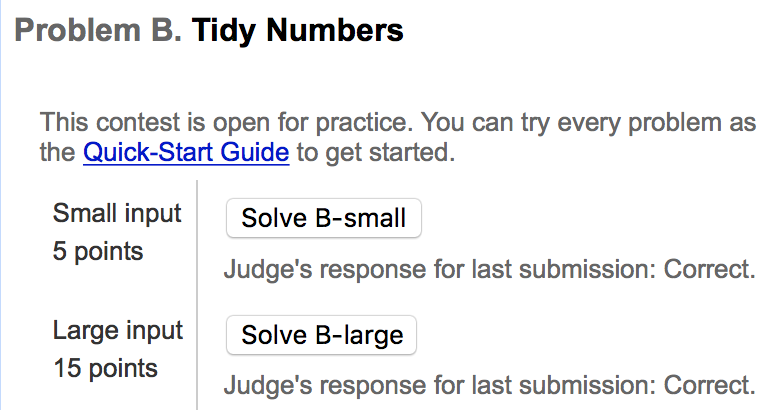 Problem B. Tidy Numbers
This contest is open for practice. You can try every problem as
the Quick-Start Guide to get started.
Small input
5 points
Solve B-small
Judge's response for last submission: Correct.
Large input
15 points
Solve B-large
Judge's response for last submission: Correct.